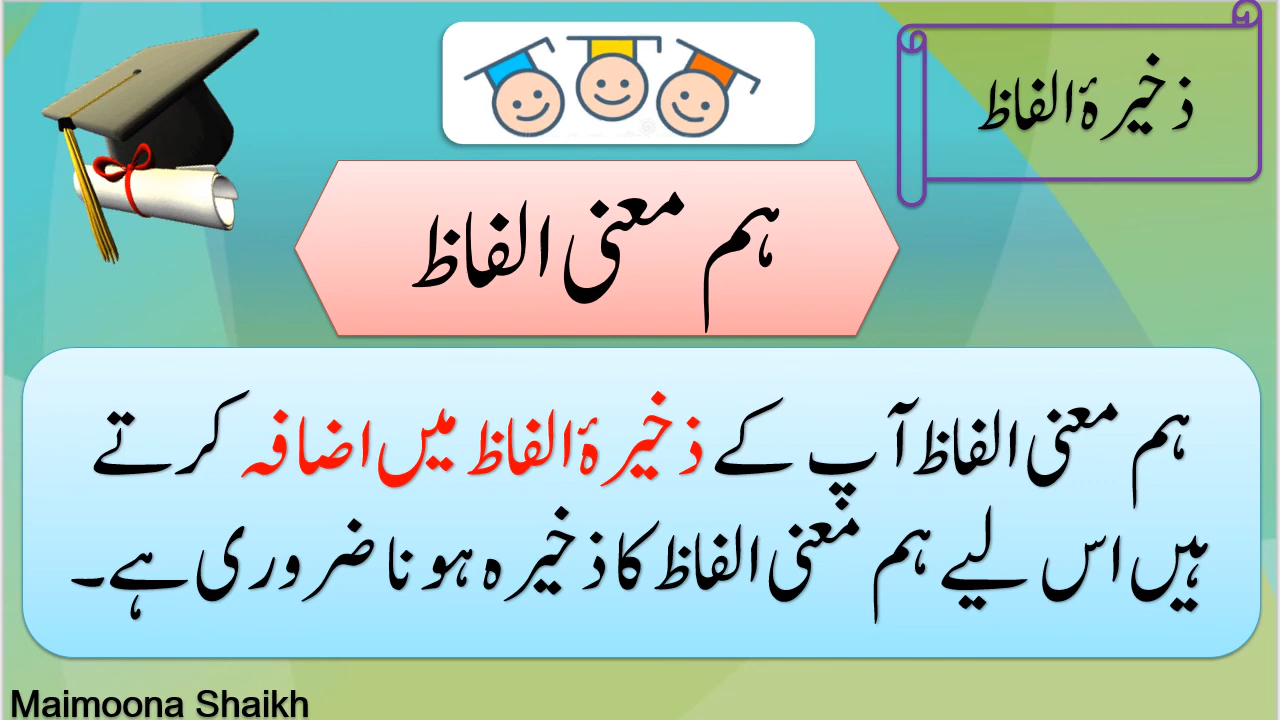 ذخیرۂ الفاظ
ہم معنی الفاظ
ہم معنی الفاظ آپ کے ذخیرۂ الفاظ میں اضافہ کرتے
ہیں اس لیے ہم معنی الفاظ کا ذخیرہ ہونا ضروری ہے۔
Maimoona Shaikh